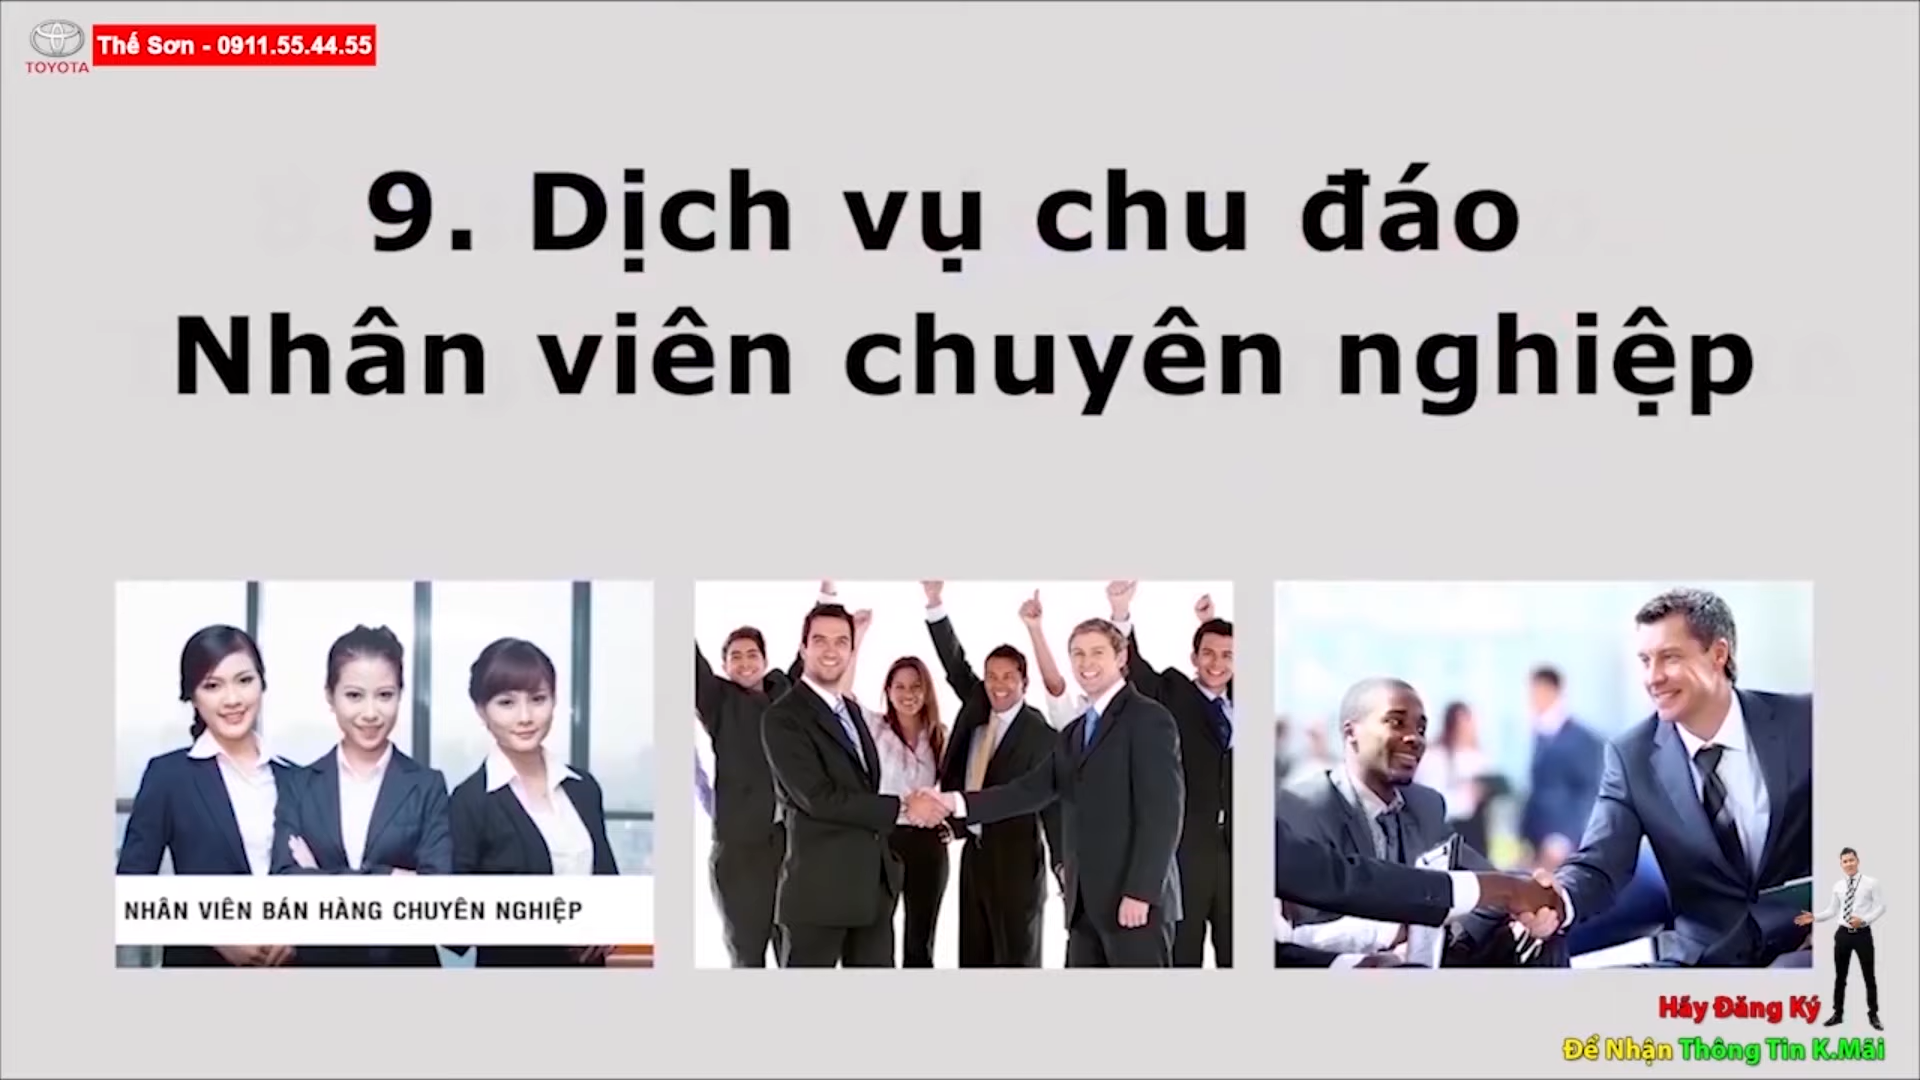 TOYOTA
Thế Sơn - 0911.55.44.55
9. Dịch vụ chu đáo
Nhân viên chuyên nghiệp
NHÂN VIÊN BÁN HÀNG CHUYÊN NGHIỆP
Hãy Đăng Ký
Để Nhận Thông Tin K.Mãi